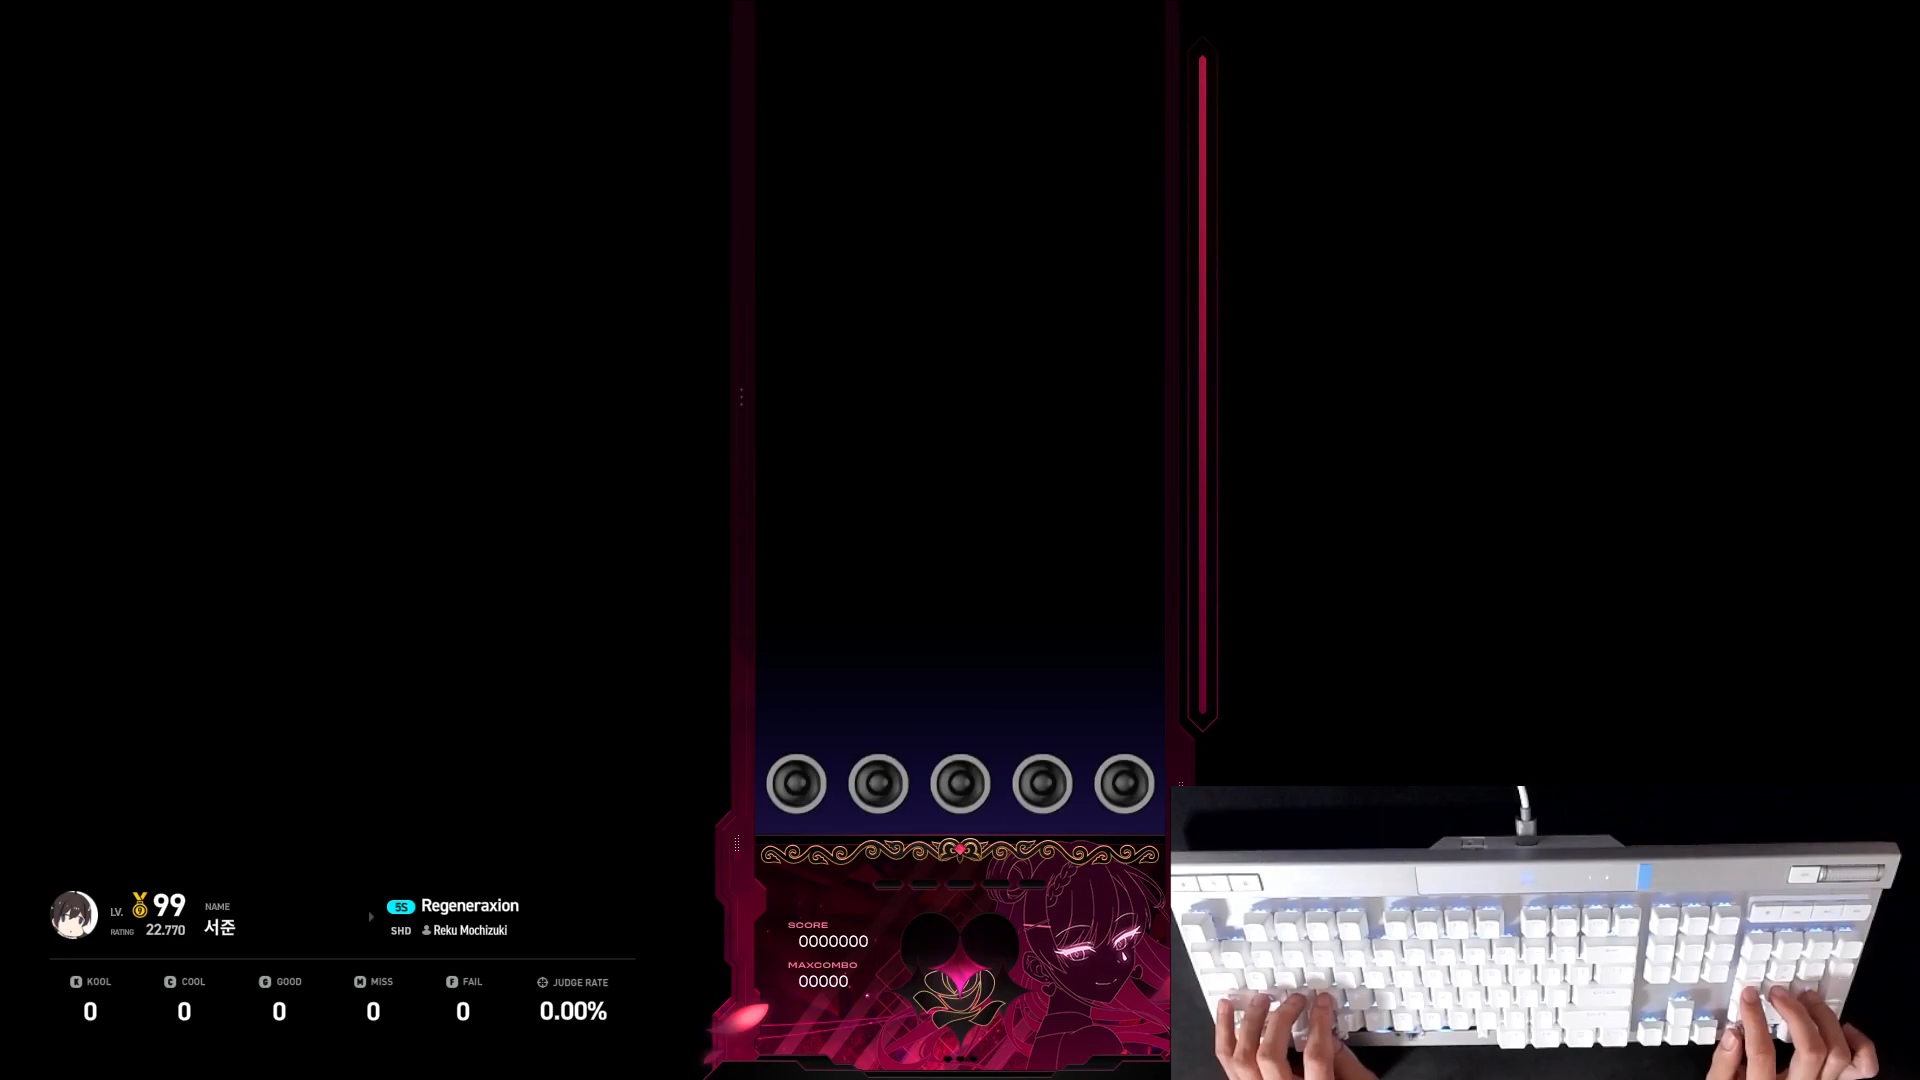 LV. 99
NAME
RATING 22.770
서준
5S Regeneraxion
SHD Reku Mochizuki
K KOOL
C COOL
G GOOD
M MISS
F FAIL
JUDGE RATE
0
0
0
0
0
0.00%
SCORE
0000000
MAXCOMBO
00000